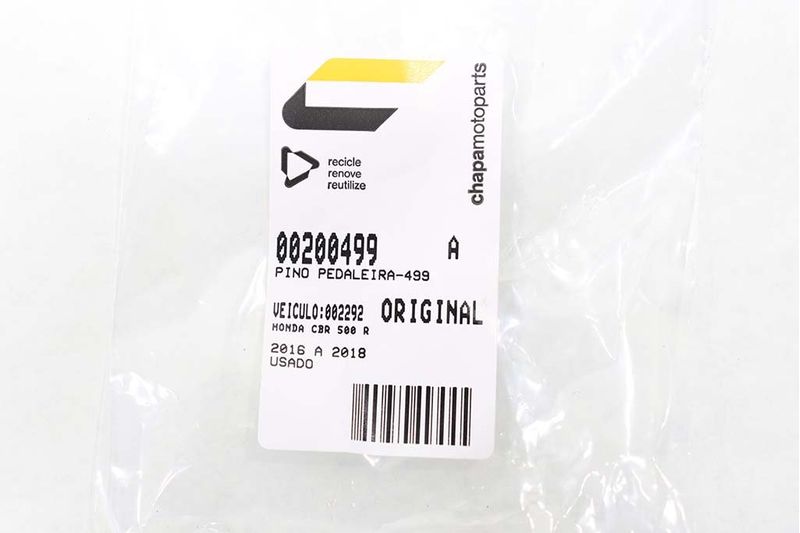 chapamotoparts
recicle
renove
reutilize
00200499 A
PINO PEDALEIRA-499
VEICULO:002292 ORIGINAL
HONDA CBR 500 R
2016 A 2018
USADO